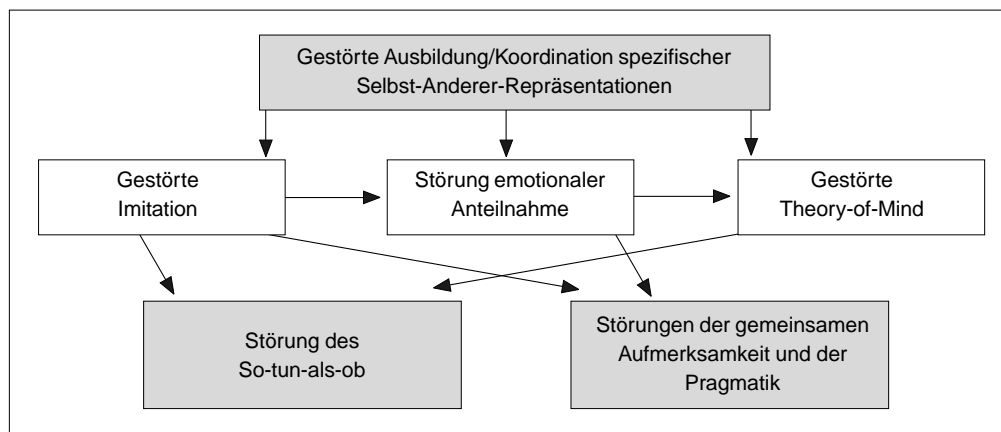 Gestörte Ausbildung/Koordination spezifischer
Selbst-Anderer-Repräsentationen
Gestörte
Imitation
Störung emotionaler
Anteilnahme
Gestörte
Theory-of-Mind
Störung des
So-tun-als-ob
Störungen der gemeinsamen
Aufmerksamkeit und der
Pragmatik